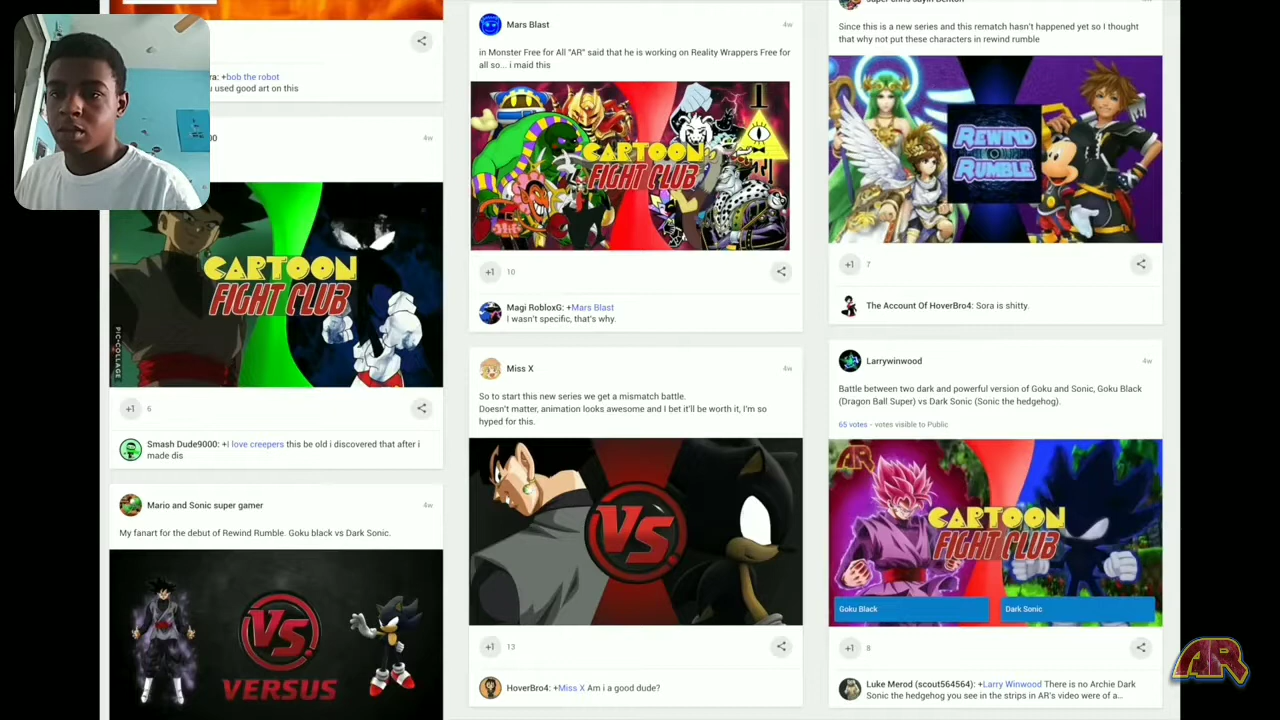 ra: +bob the robot
u used good art on this
00
4w
CARTOON
FIGHT CLUB
PIC-COLLAGE
+1
6
Smash Dude9000: +I love creepers this be old i discovered that after i
made dis
Mario and Sonic super gamer
4w
My fanart for the debut of Rewind Rumble. Goku black vs Dark Sonic.
VS
VERSUS
Mars Blast
4w
in Monster Free for All "AR" said that he is working on Reality Wrappers Free for
all so... i maid this
CARTOON
FIGHT CLUB
+1
10
Magi RobloxG: +Mars Blast
I wasn't specific, that's why.
Miss X
4w
So to start this new series we get a mismatch battle.
Doesn't matter, animation looks awesome and I bet it'll be worth it, I'm so
hyped for this.
VS
+1
13
HoverBro4: +Miss X Am i a good dude?
Since this is a new series and this rematch hasn't happened yet so I thought
that why not put these characters in rewind rumble
REWIND
RUMBLE
+1
7
The Account Of HoverBro4: Sora is shitty.
Larrywinwood
4w
Battle between two dark and powerful version of Goku and Sonic, Goku Black
(Dragon Ball Super) vs Dark Sonic (Sonic the hedgehog).
65 votes - votes visible to Public
AR
CARTOON
FIGHT CLUB
Goku Black
Dark Sonic
+1
8
Luke Merod (scout564564): +Larry Winwood There is no Archie Dark
Sonic the hedgehog you see in the strips in AR's video were of a...
AR